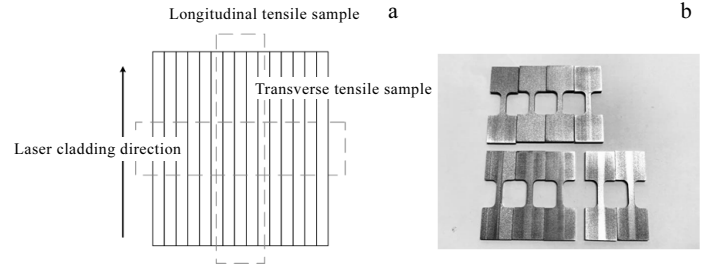 Longitudinal tensile sample
a
b
Transverse tensile sample
Laser cladding direction